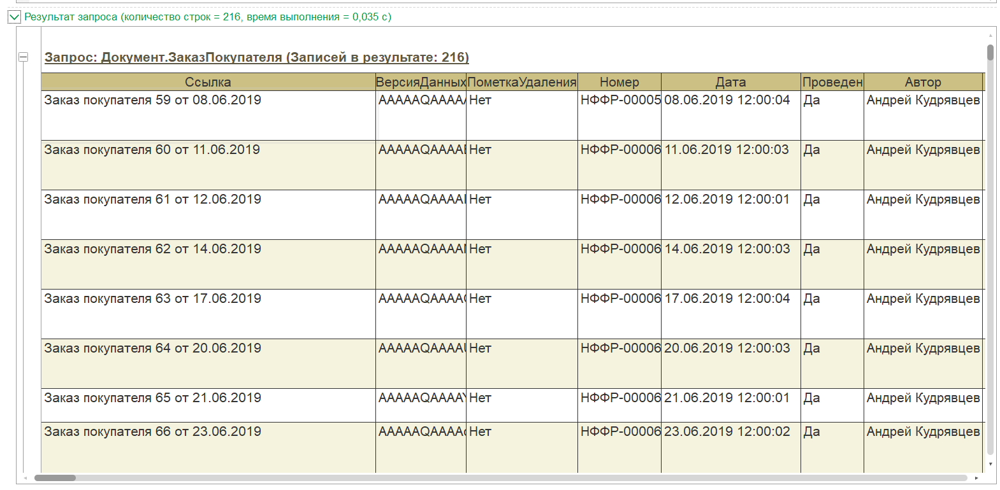 Результат запроса (количество строк = 216, время выполнения = 0,035 с)
Запрос: Документ.ЗаказПокупателя (Записей в результате: 216)
Ссылка ВерсияДанных ПометкаУдаления Номер Дата Проведен Автор
Заказ покупателя 59 от 08.06.2019 AAAAAQAAAA Нет НФФР-00005 08.06.2019 12:00:04 Да Андрей Кудрявцев
Заказ покупателя 60 от 11.06.2019 AAAAAQAAAA Нет НФФР-00006 11.06.2019 12:00:03 Да Андрей Кудрявцев
Заказ покупателя 61 от 12.06.2019 AAAAAQAAAA Нет НФФР-00006 12.06.2019 12:00:01 Да Андрей Кудрявцев
Заказ покупателя 62 от 14.06.2019 AAAAAQAAAA Нет НФФР-00006 14.06.2019 12:00:03 Да Андрей Кудрявцев
Заказ покупателя 63 от 17.06.2019 AAAAAQAAAA Нет НФФР-00006 17.06.2019 12:00:04 Да Андрей Кудрявцев
Заказ покупателя 64 от 20.06.2019 AAAAAQAAAA Нет НФФР-00006 20.06.2019 12:00:03 Да Андрей Кудрявцев
Заказ покупателя 65 от 21.06.2019 AAAAAQAAAA Нет НФФР-00006 21.06.2019 12:00:01 Да Андрей Кудрявцев
Заказ покупателя 66 от 23.06.2019 AAAAAQAAAA Нет НФФР-00006 23.06.2019 12:00:02 Да Андрей Кудрявцев